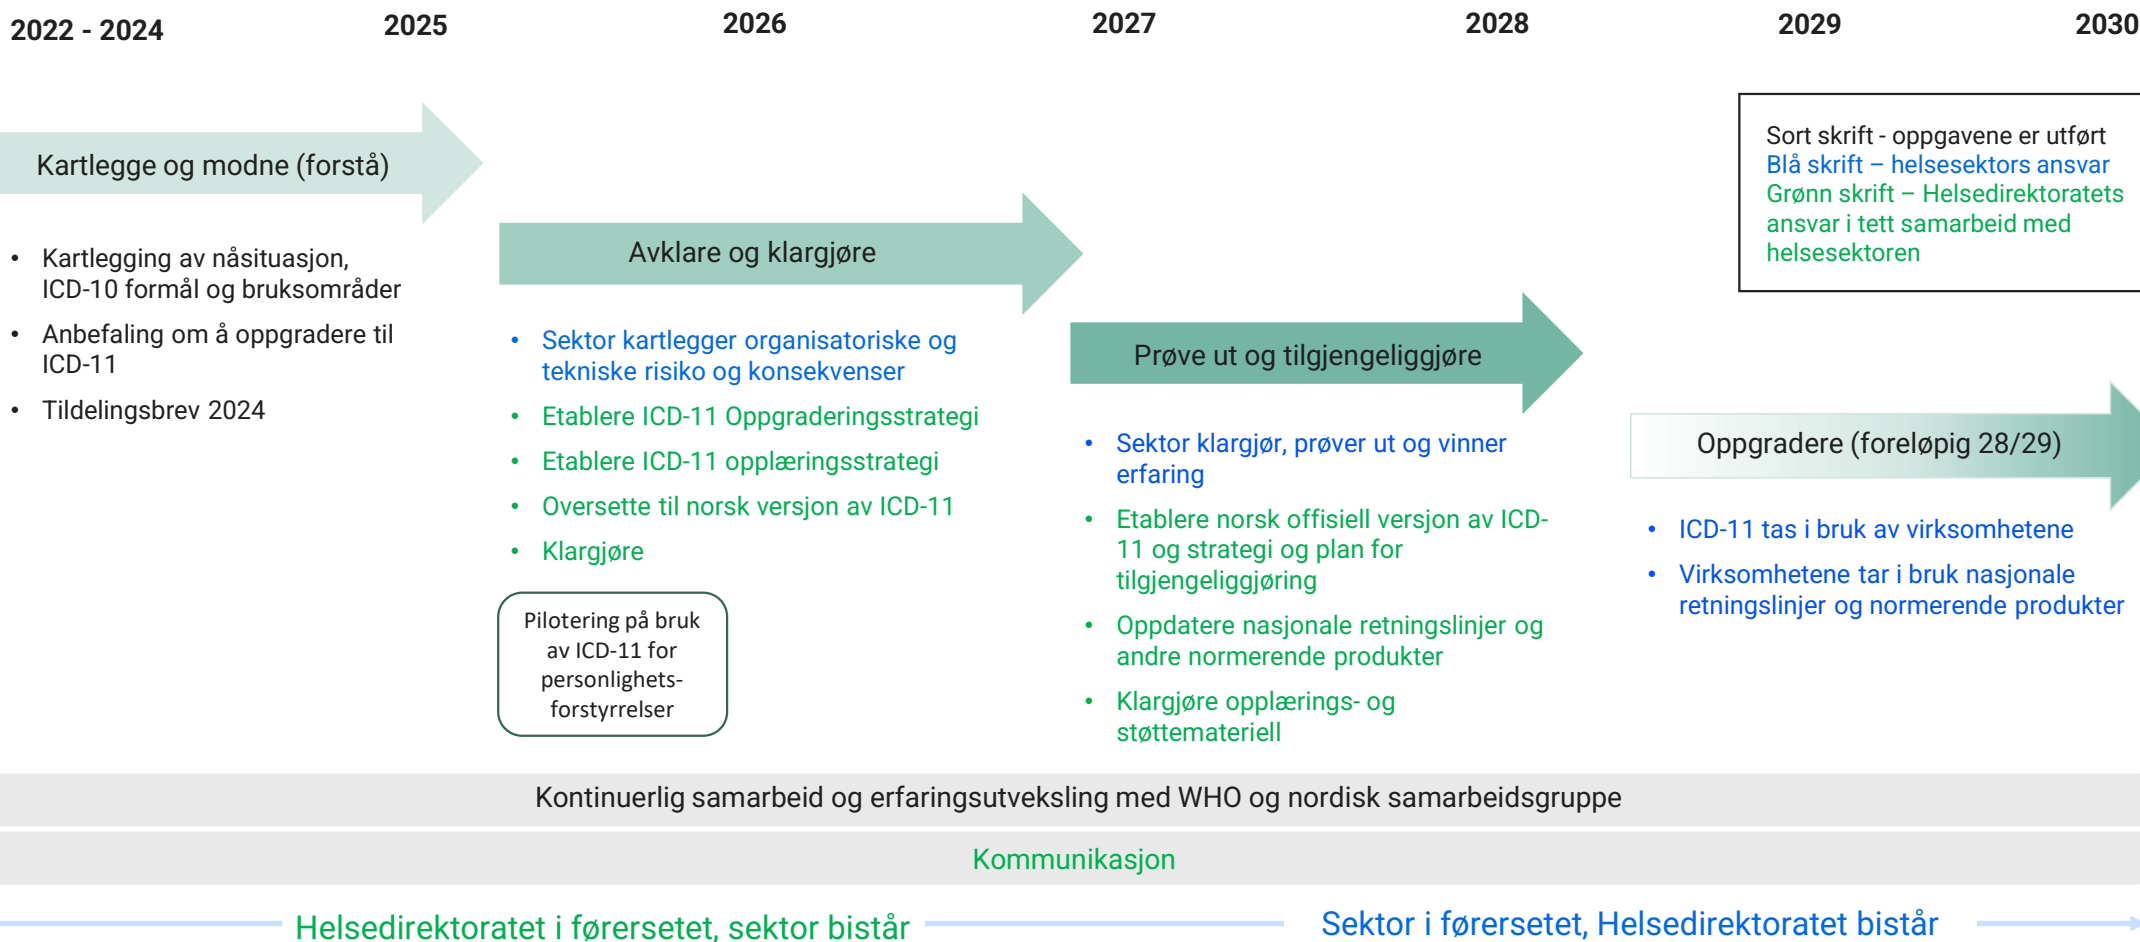 2022 - 2024
2025
2026
2027
2028
2029
2030
Sort skrift - oppgavene er utført
Blå skrift – helsesektors ansvar
Grønn skrift – Helsedirektoratets
ansvar i tett samarbeid med
helsesektoren
Kartlegge og modne (forstå)
• Kartlegging av nåsituasjon,
ICD-10 formål og bruksområder
• Anbefaling om å oppgradere til
ICD-11
• Tildelingsbrev 2024
Avklare og klargjøre
• Sektor kartlegger organisatoriske og
tekniske risiko og konsekvenser
• Etablere ICD-11 Oppgraderingsstrategi
• Etablere ICD-11 opplæringsstrategi
• Oversette til norsk versjon av ICD-11
• Klargjøre
Pilotering på bruk
av ICD-11 for
personlighets-
forstyrrelser
Prøve ut og tilgjengeliggjøre
• Sektor klargjør, prøver ut og vinner
erfaring
• Etablere norsk offisiell versjon av ICD-
11 og strategi og plan for
tilgjengeliggjøring
• Oppdatere nasjonale retningslinjer og
andre normerende produkter
• Klargjøre opplærings- og
støttemateriell
Oppgradere (foreløpig 28/29)
• ICD-11 tas i bruk av virksomhetene
• Virksomhetene tar i bruk nasjonale
retningslinjer og normerende produkter
Kontinuerlig samarbeid og erfaringsutveksling med WHO og nordisk samarbeidsgruppe
Kommunikasjon
Helsedirektoratet i førersetet, sektor bistår
Sektor i førersetet, Helsedirektoratet bistår